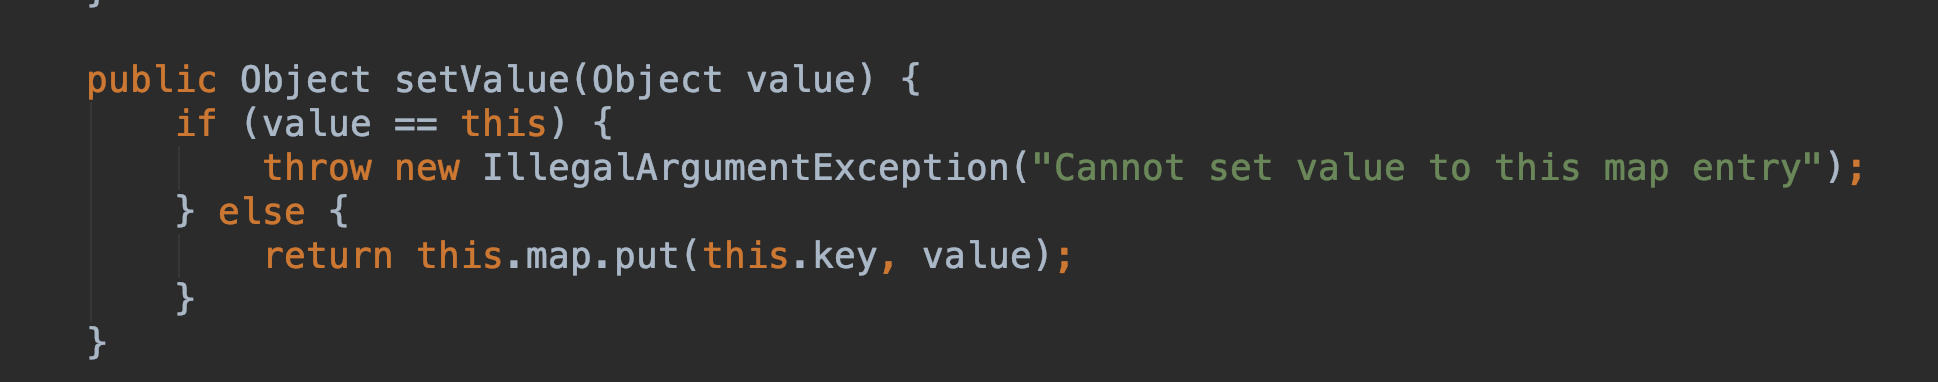 }
public Object setValue(Object value) {
if (value == this) {
throw new IllegalArgumentException("Cannot set value to this map entry");
} else {
return this.map.put(this.key, value);
}
}